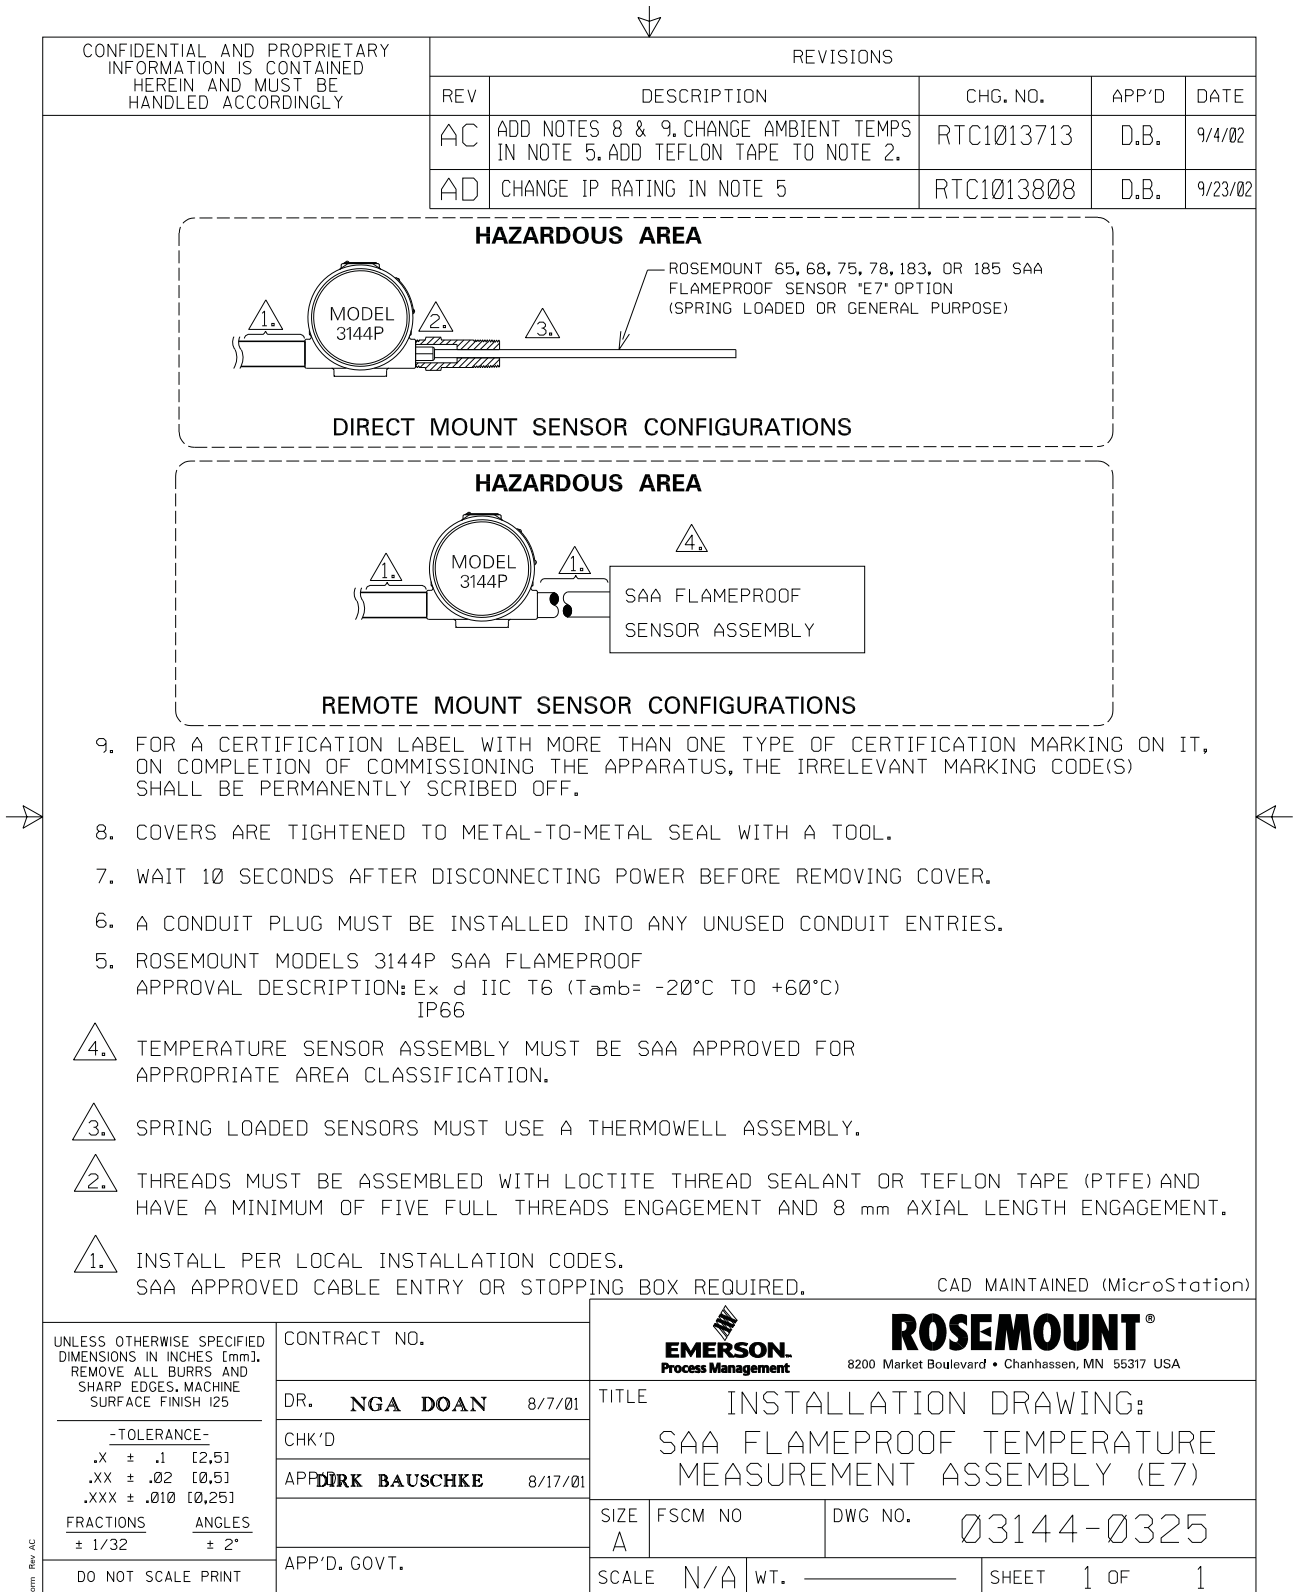 CONFIDENTIAL AND PROPRIETARY
INFORMATION IS CONTAINED
HEREIN AND MUST BE
HANDLED ACCORDINGLY
REVISIONS
REV DESCRIPTION CHG. NO. APP'D DATE
AC ADD NOTES 8 & 9. CHANGE AMBIENT TEMPS RTC1013713 D.B. 9/4/02
IN NOTE 5. ADD TEFLON TAPE TO NOTE 2.
AD CHANGE IP RATING IN NOTE 5 RTC1013808 D.B. 9/23/02
HAZARDOUS AREA
ROSEMOUNT 65, 68, 75, 78, 183, OR 185 SAA
FLAMEPROOF SENSOR "E7" OPTION
(SPRING LOADED OR GENERAL PURPOSE)
1. MODEL 2. 3.
3144P
DIRECT MOUNT SENSOR CONFIGURATIONS
HAZARDOUS AREA
4.
1. MODEL 1.
3144P
SAA FLAMEPROOF
SENSOR ASSEMBLY
REMOTE MOUNT SENSOR CONFIGURATIONS
9. FOR A CERTIFICATION LABEL WITH MORE THAN ONE TYPE OF CERTIFICATION MARKING ON IT,
ON COMPLETION OF COMMISSIONING THE APPARATUS, THE IRRELEVANT MARKING CODE(S)
SHALL BE PERMANENTLY SCRIBED OFF.
8. COVERS ARE TIGHTENED TO METAL-TO-METAL SEAL WITH A TOOL.
7. WAIT 10 SECONDS AFTER DISCONNECTING POWER BEFORE REMOVING COVER.
6. A CONDUIT PLUG MUST BE INSTALLED INTO ANY UNUSED CONDUIT ENTRIES.
5. ROSEMOUNT MODELS 3144P SAA FLAMEPROOF
APPROVAL DESCRIPTION: Ex d IIC T6 (Tamb= -20°C TO +60°C)
IP66
4. TEMPERATURE SENSOR ASSEMBLY MUST BE SAA APPROVED FOR
APPROPRIATE AREA CLASSIFICATION.
3. SPRING LOADED SENSORS MUST USE A THERMOWELL ASSEMBLY.
2. THREADS MUST BE ASSEMBLED WITH LOCTITE THREAD SEALANT OR TEFLON TAPE (PTFE) AND
HAVE A MINIMUM OF FIVE FULL THREADS ENGAGEMENT AND 8 mm AXIAL LENGTH ENGAGEMENT.
1. INSTALL PER LOCAL INSTALLATION CODES.
SAA APPROVED CABLE ENTRY OR STOPPING BOX REQUIRED.
CAD MAINTAINED (MicroStation)
UNLESS OTHERWISE SPECIFIED
DIMENSIONS IN INCHES [mm].
REMOVE ALL BURRS AND
SHARP EDGES. MACHINE
SURFACE FINISH 125
-TOLERANCE-
.X ± .1 [2,5]
.XX ± .02 [0,5]
.XXX ± .010 [0,25]
FRACTIONS ANGLES
± 1/32 ± 2°
DO NOT SCALE PRINT
CONTRACT NO.
DR. NGA DOAN 8/7/01
CHK'D
APP'D. DIRK BAUSCHKE 8/17/01
APP'D. GOVT.
EMERSON.
Process Management
ROSEMOUNT®
8200 Market Boulevard • Chanhassen, MN 55317 USA
TITLE INSTALLATION DRAWING:
SAA FLAMEPROOF TEMPERATURE
MEASUREMENT ASSEMBLY (E7)
SIZE A FSCM NO DWG NO. 03144-0325
SCALE N/A WT. SHEET 1 OF 1
Rev AC